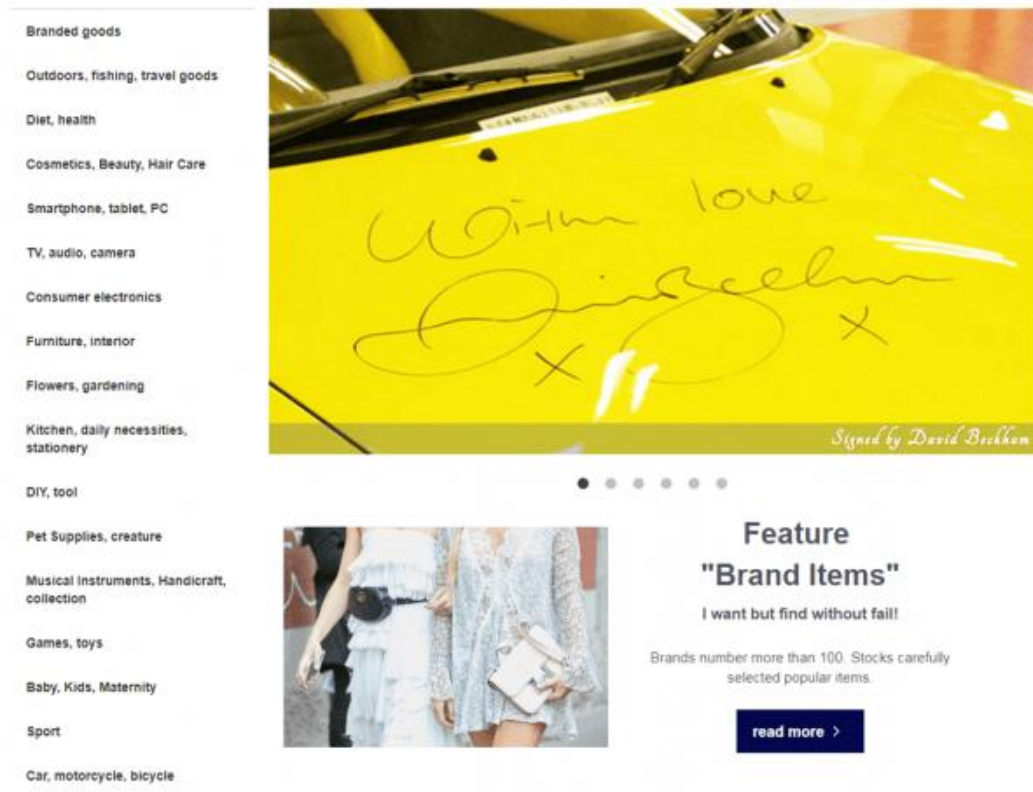 Branded goods
Outdoors, fishing, travel goods
Diet, health
Cosmetics, Beauty, Hair Care
Smartphone, tablet, PC
TV, audio, camera
Consumer electronics
Furniture, interior
Flowers, gardening
Kitchen, daily necessities,
stationery
DIY, tool
Pet Supplies, creature
Musical Instruments, Handicraft,
collection
Games, toys
Baby, Kids, Maternity
Sport
Car, motorcycle, bicycle
With love
David Beckham
X X
Signed by David Beckham
Feature
"Brand Items"
I want but find without fail!
Brands number more than 100. Stocks carefully
selected popular items.
read more >